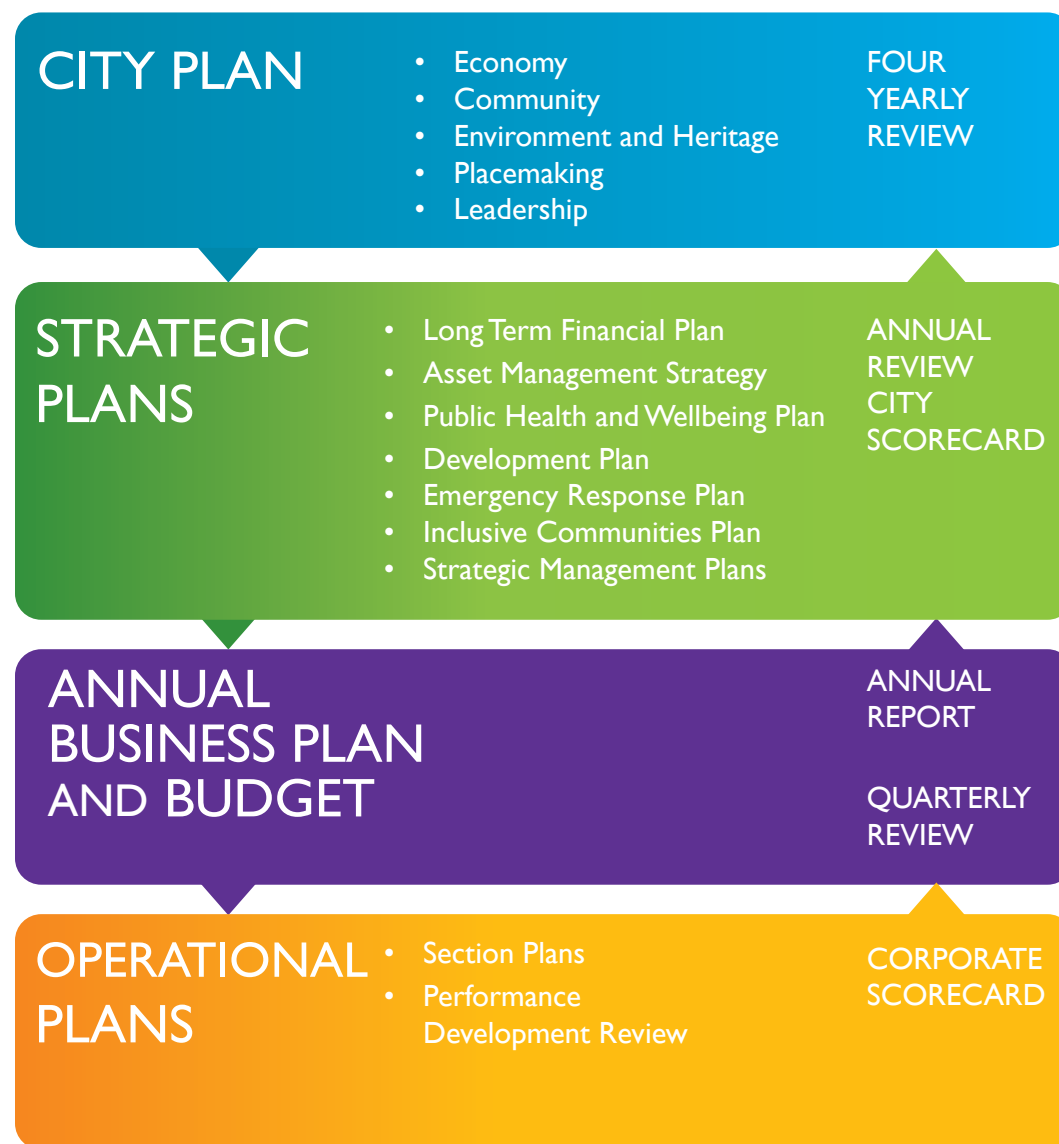 CITY PLAN
• Economy
• Community
• Environment and Heritage
• Placemaking
• Leadership
FOUR
YEARLY
REVIEW
STRATEGIC
PLANS
• Long Term Financial Plan
• Asset Management Strategy
• Public Health and Wellbeing Plan
• Development Plan
• Emergency Response Plan
• Inclusive Communities Plan
• Strategic Management Plans
ANNUAL
REVIEW
CITY
SCORECARD
ANNUAL
BUSINESS PLAN
AND BUDGET
ANNUAL
REPORT
QUARTERLY
REVIEW
OPERATIONAL
PLANS
• Section Plans
• Performance
Development Review
CORPORATE
SCORECARD